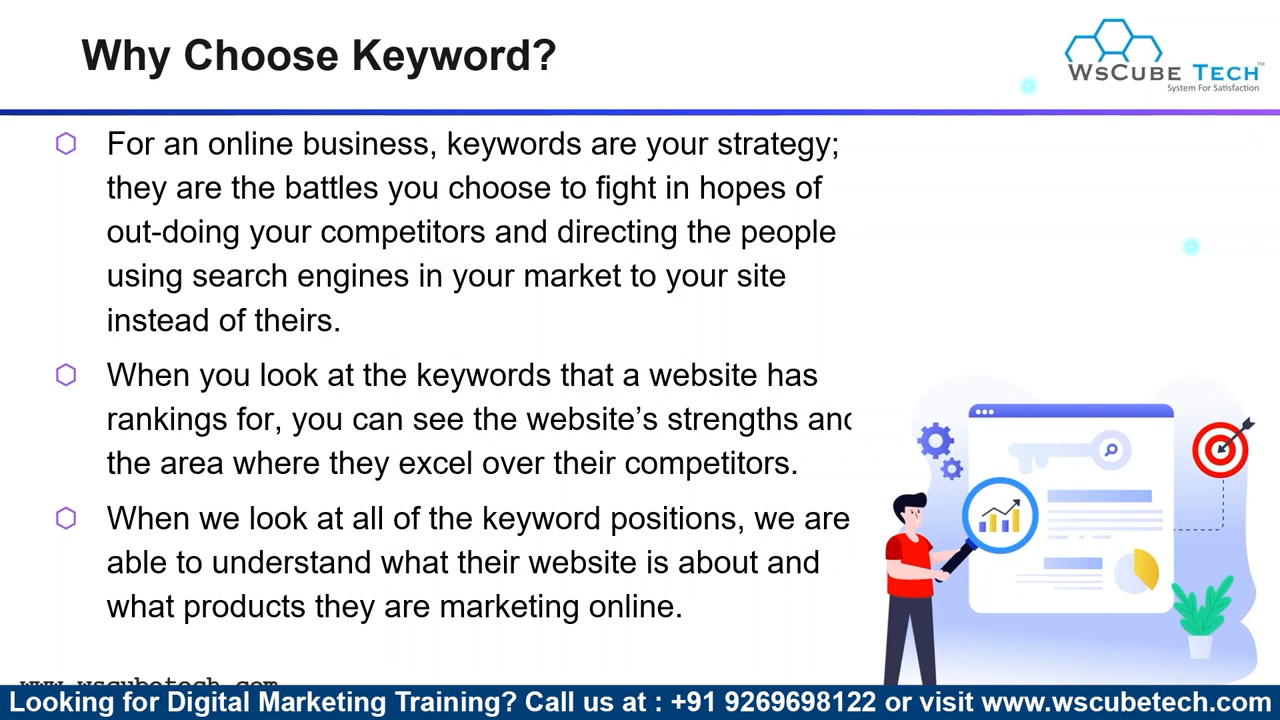 Why Choose Keyword?
WSCUBE TECH™
System For Satisfaction
For an online business, keywords are your strategy;
they are the battles you choose to fight in hopes of
out-doing your competitors and directing the people
using search engines in your market to your site
instead of theirs.
When you look at the keywords that a website has
rankings for, you can see the website’s strengths and
the area where they excel over their competitors.
When we look at all of the keyword positions, we are
able to understand what their website is about and
what products they are marketing online.
www.wscubetech.com
Looking for Digital Marketing Training? Call us at : +91 9269698122 or visit www.wscubetech.com